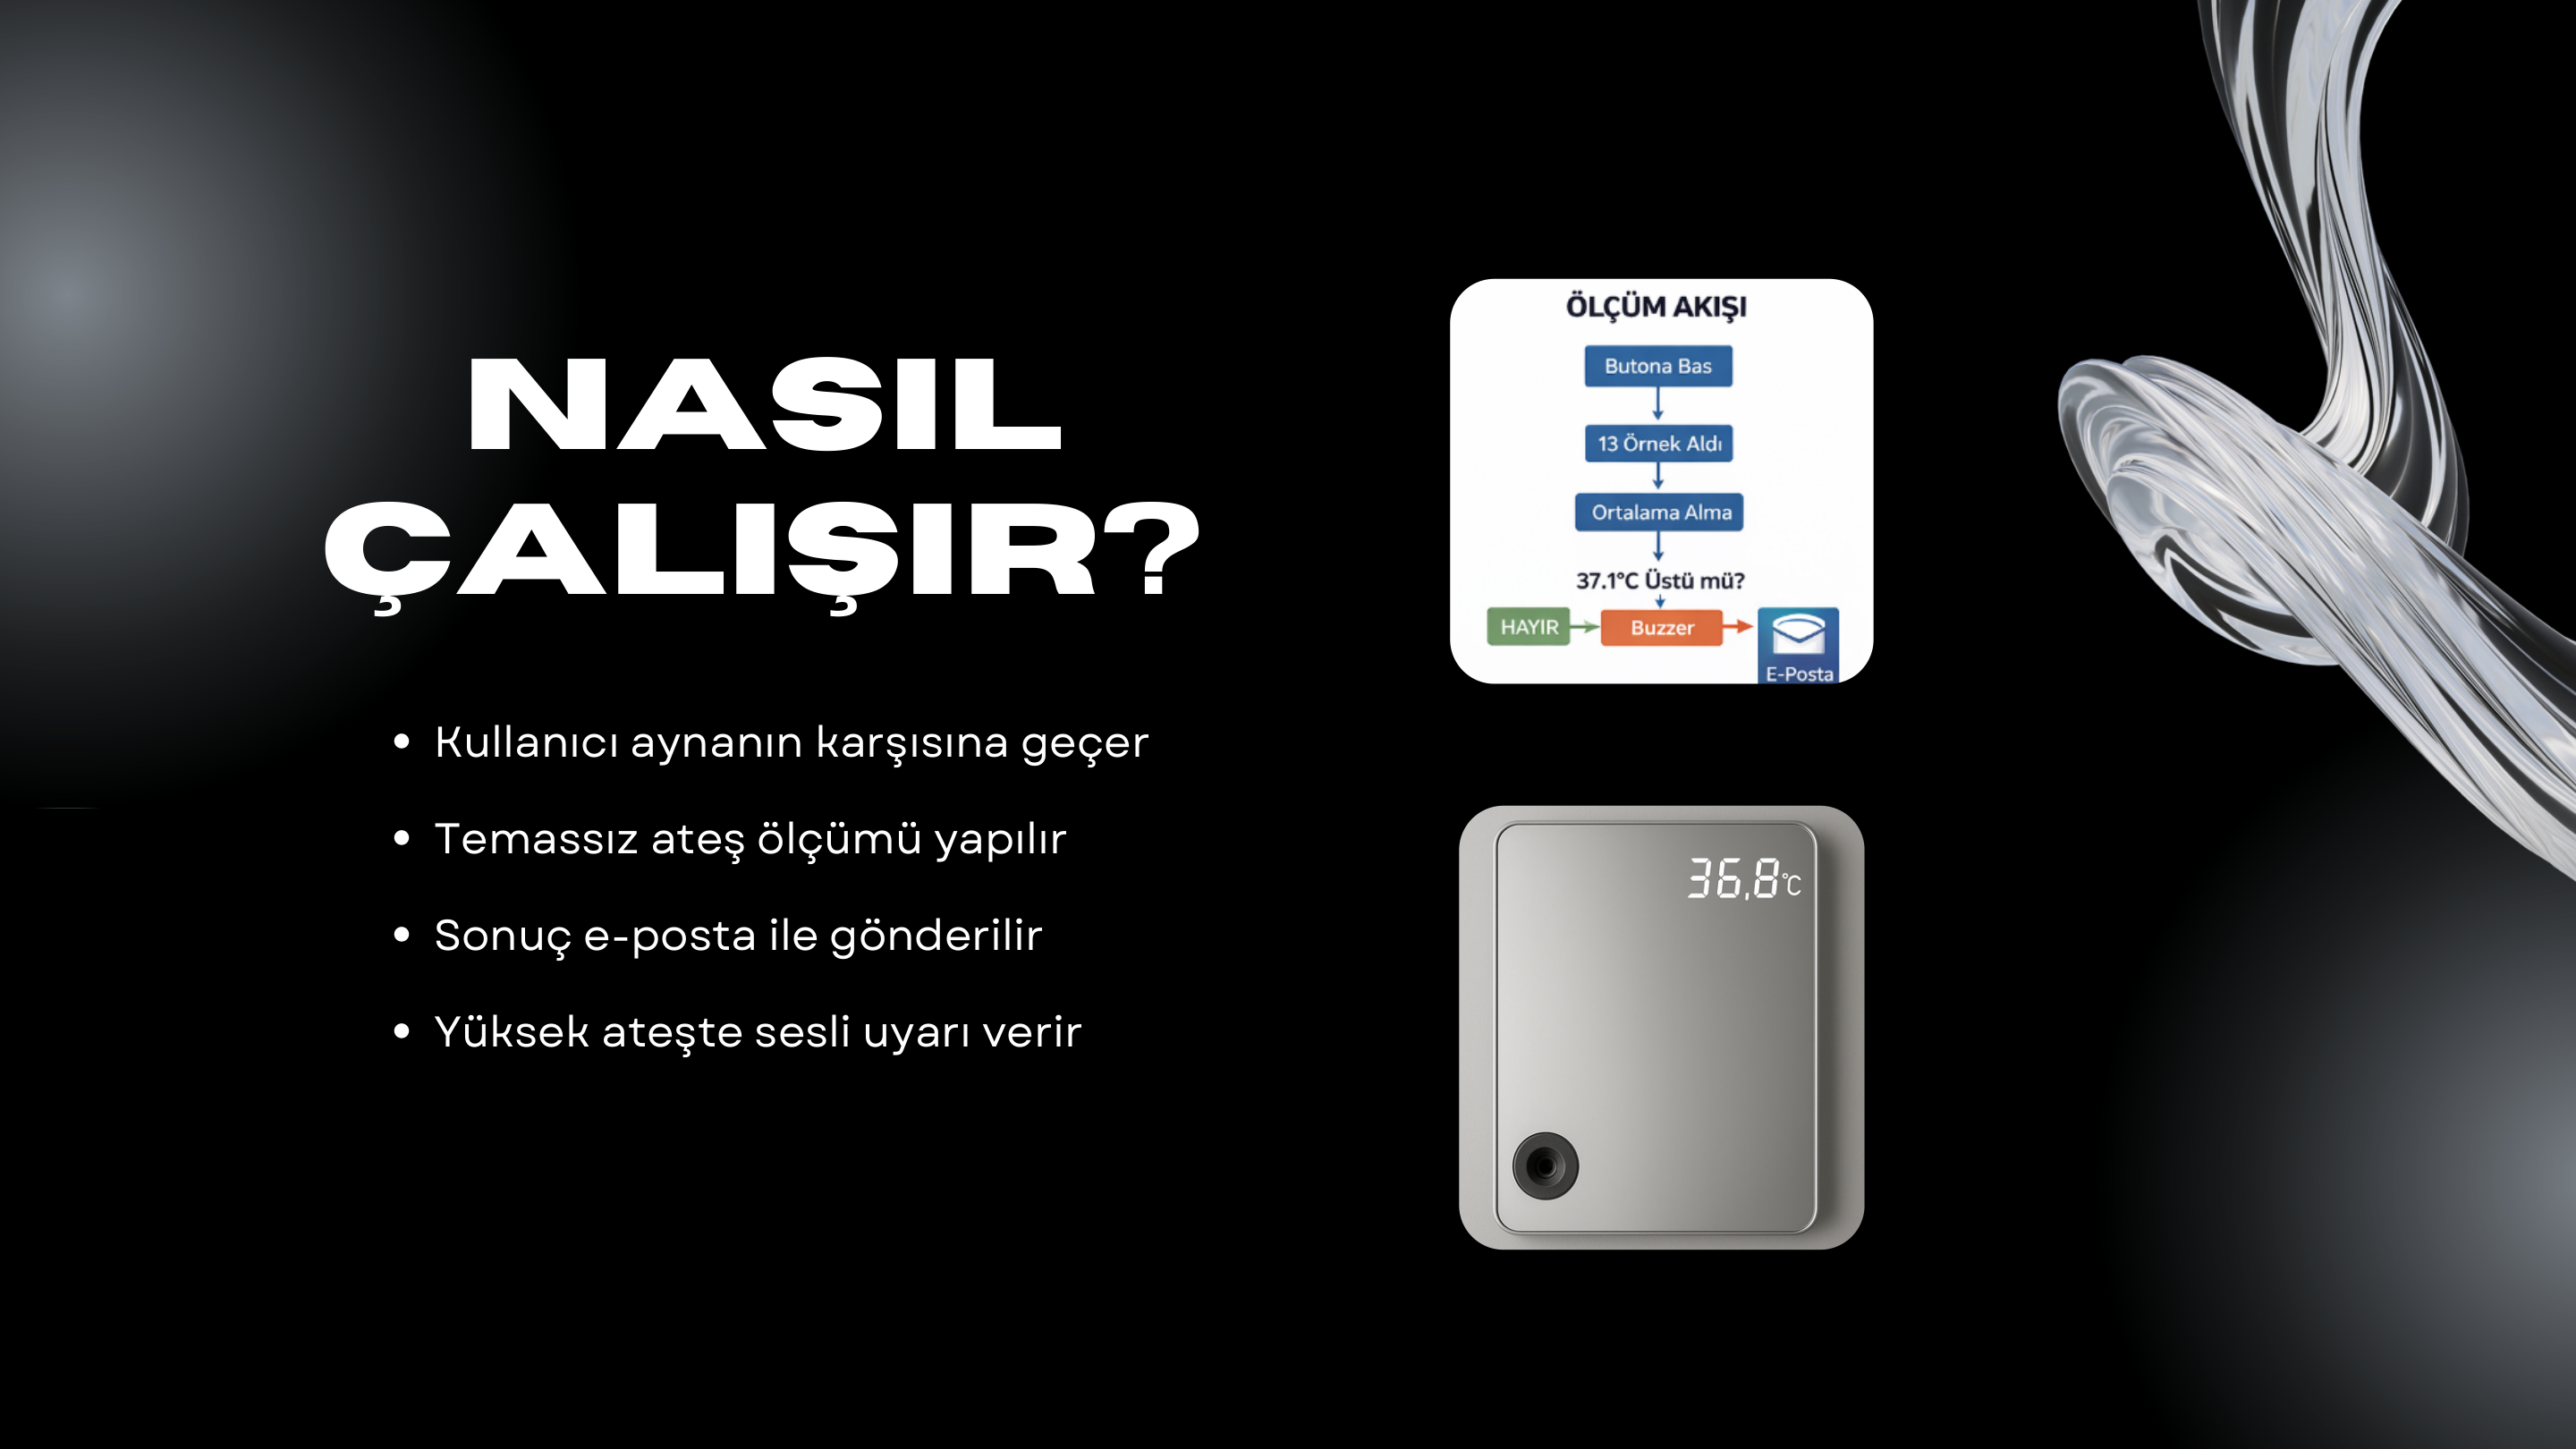 NASIL
ÇALIŞIR?
• Kullanıcı aynanın karşısına geçer
• Temassız ateş ölçümü yapılır
• Sonuç e-posta ile gönderilir
• Yüksek ateşte sesli uyarı verir
ÖLÇÜM AKIŞI
Butona Bas
13 Örnek Aldı
Ortalama Alma
37.1°C Üstü mü?
HAYIR
Buzzer
E-Posta
36,8°C